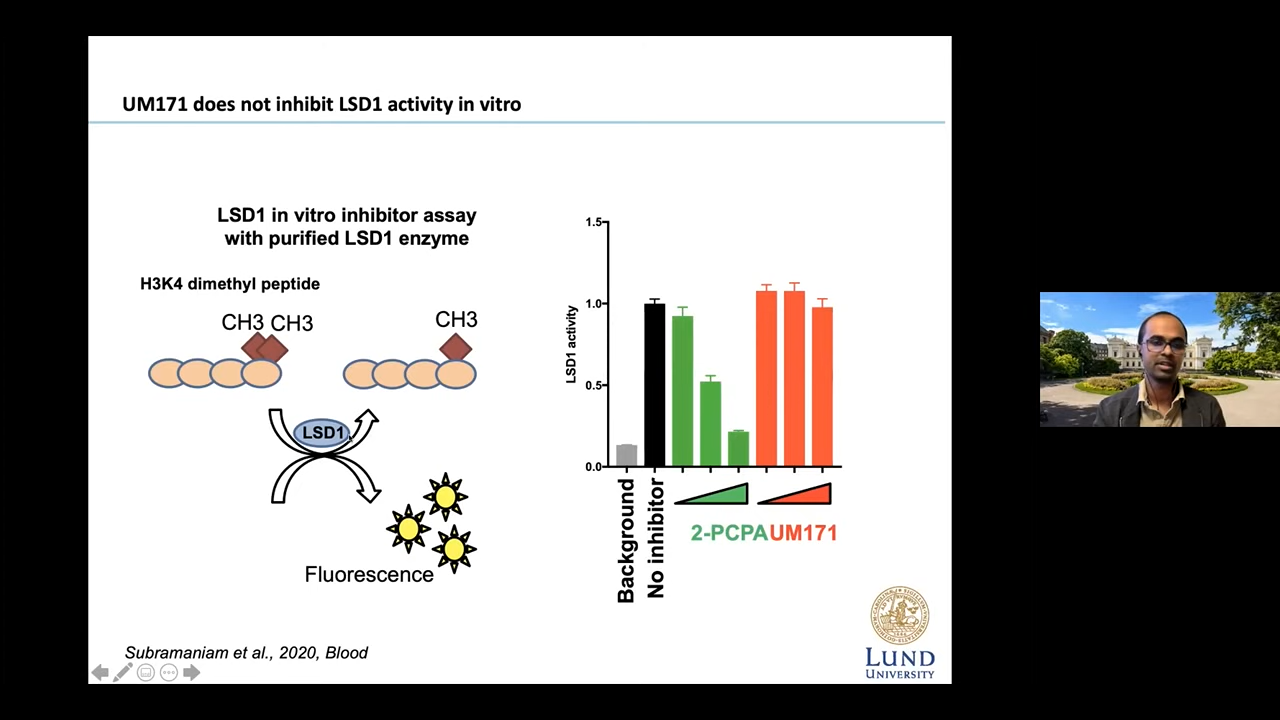 UM171 does not inhibit LSD1 activity in vitro
LSD1 in vitro inhibitor assay
with purified LSD1 enzyme
H3K4 dimethyl peptide
CH3 CH3
CH3
LSD1
Fluorescence
LSD1 activity
1.5
1.0
0.5
0.0
Background
No inhibitor
2-PCPA UM171
Subramaniam et al., 2020, Blood
LUND
UNIVERSITY